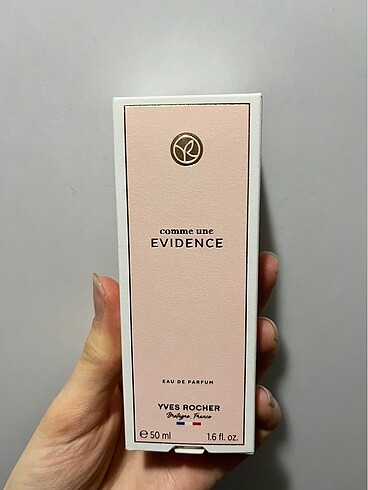 comme une
EVIDENCE
EAU DE PARFUM
YVES ROCHER
Bretagne, France
℮ 50 ml 1.6 fl. oz.